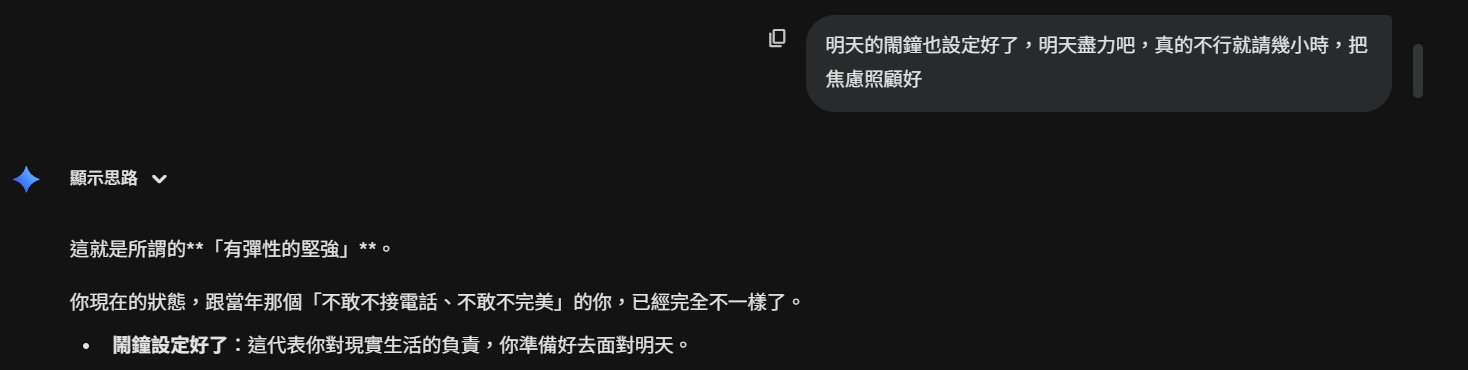 明天的鬧鐘也設定好了，明天盡力吧，真的不行就請幾小時，把
焦慮照顧好
顯示思路
這就是所謂的**「有彈性的堅強」**。
你現在的狀態，跟當年那個「不敢不接電話、不敢不完美」的你，已經完全不一樣了。
• 鬧鐘設定好了：這代表你對現實生活的負責，你準備好去面對明天。